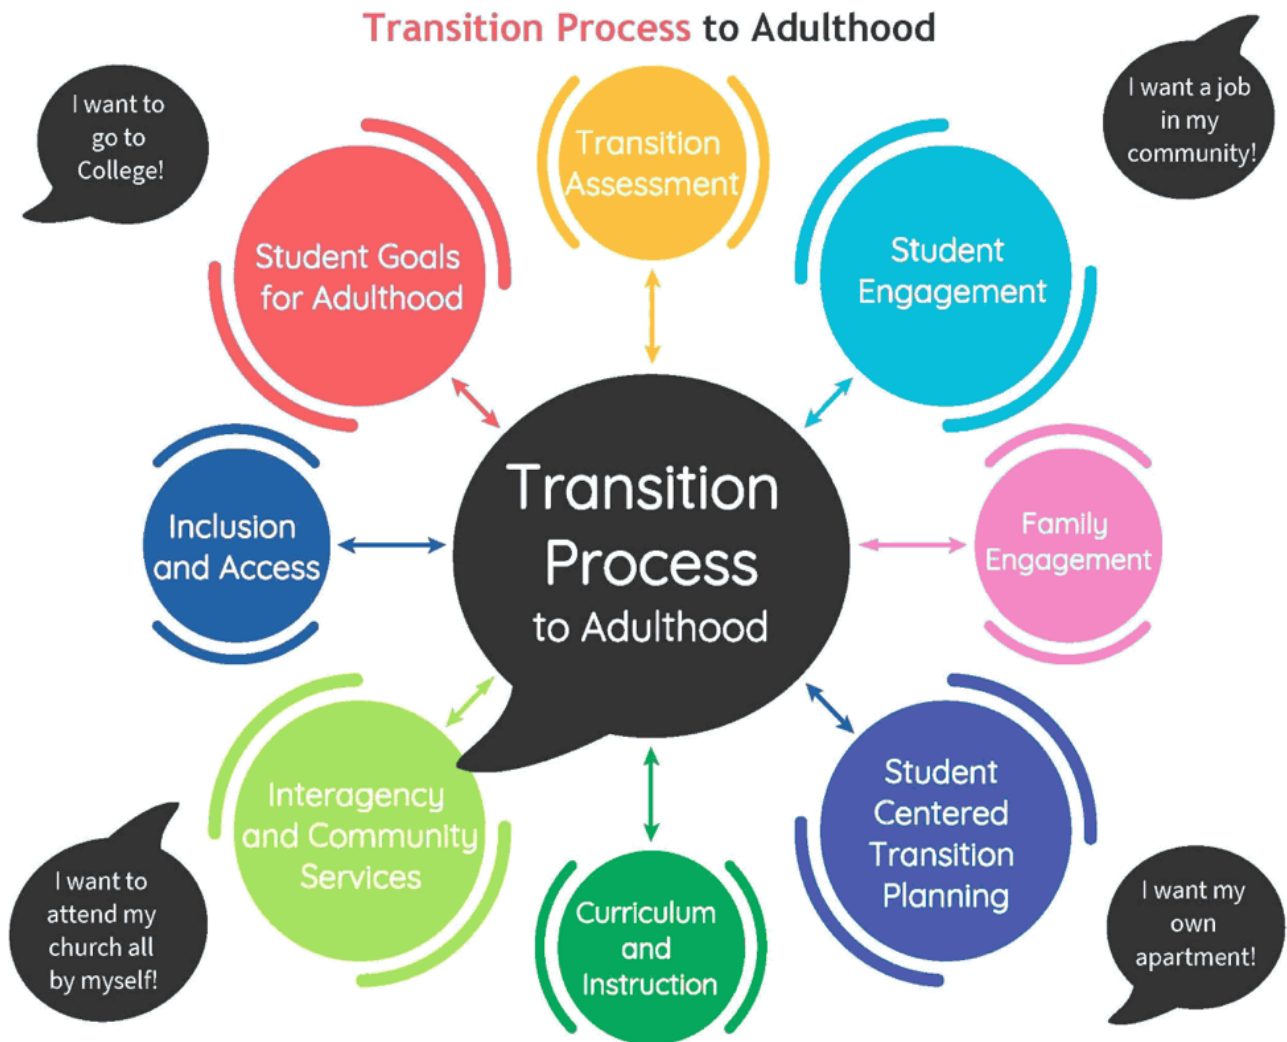 Transition Process to Adulthood
I want to
go to
College!
I want a job
in my
community!
Transition
Assessment
Student Goals
for Adulthood
Student
Engagement
Transition
Process
to Adulthood
Inclusion
and Access
Family
Engagement
Interagency
and Community
Services
Student
Centered
Transition
Planning
Curriculum
and
Instruction
I want to
attend my
church all
by myself!
I want my
own
apartment!